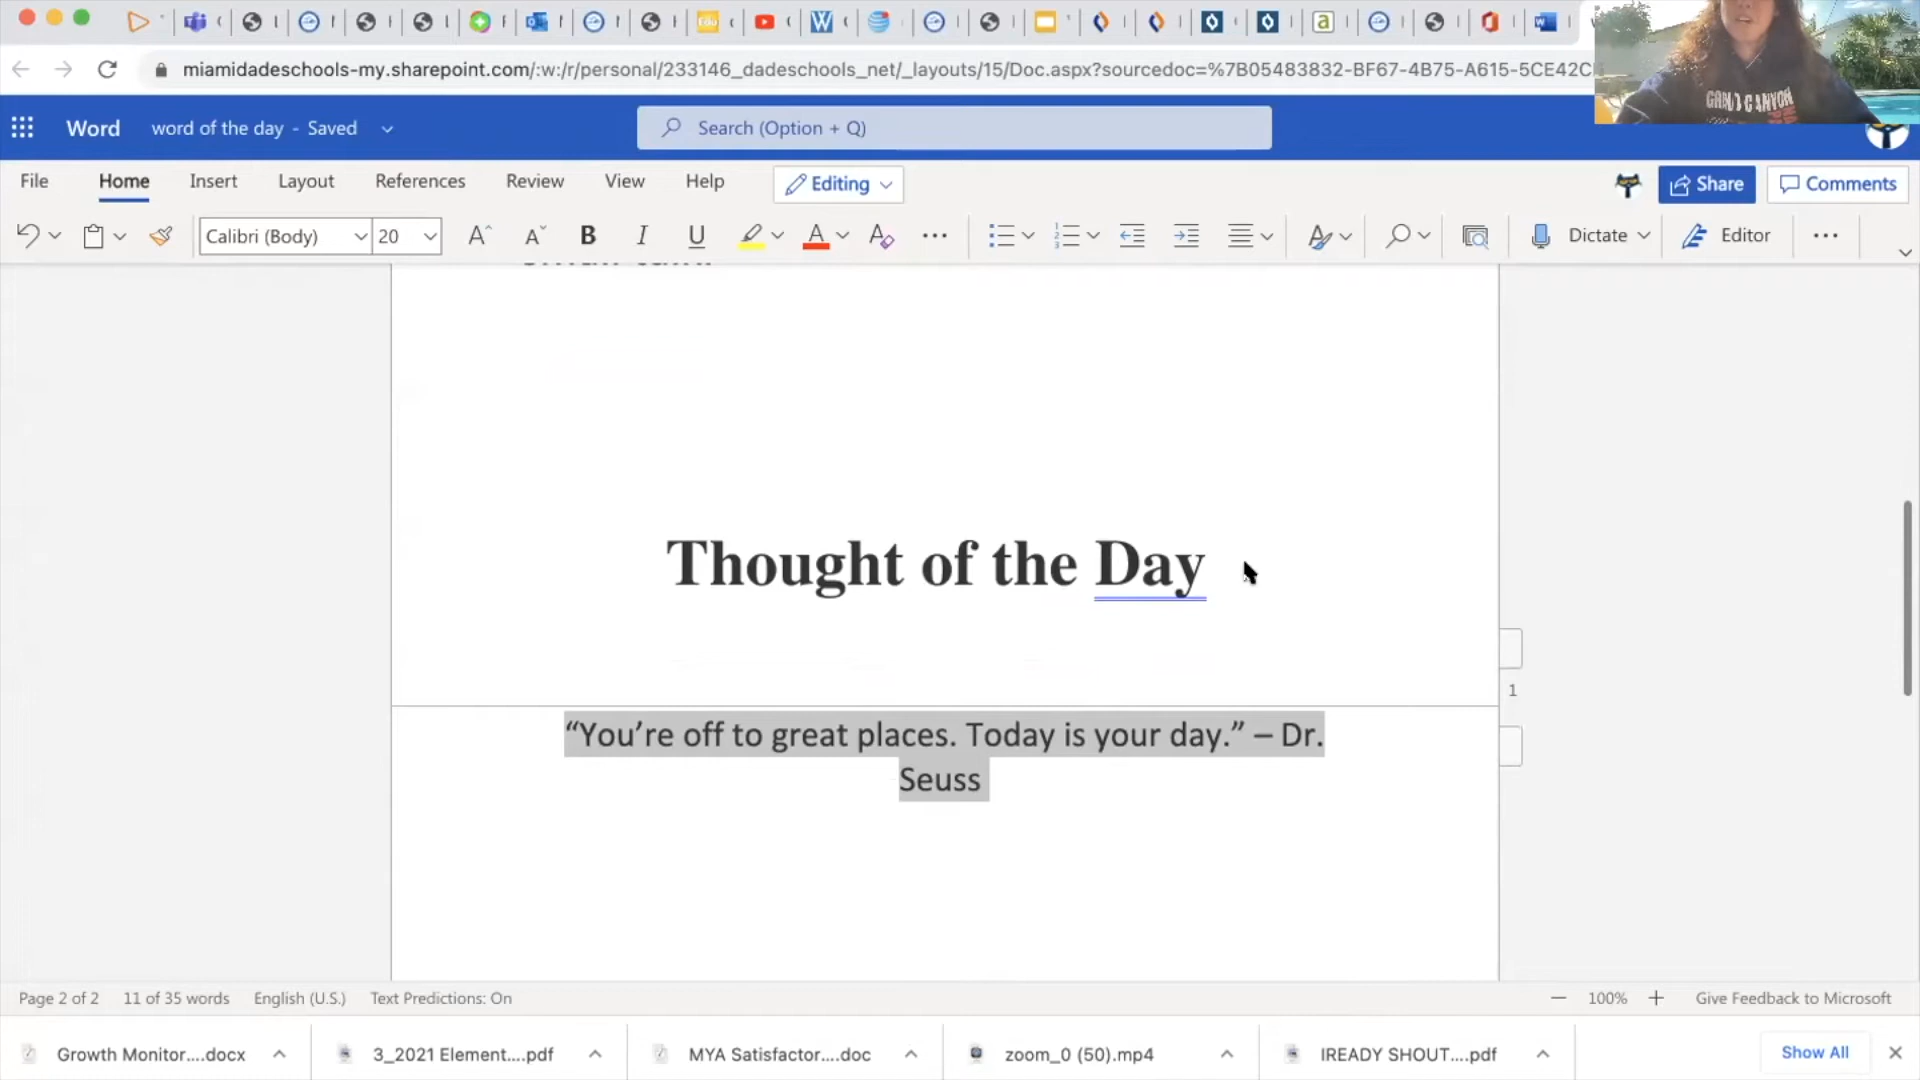 miamidadeschools-my.sharepoint.com/:w:/r/personal/233146_dadeschools_net/_layouts/15/Doc.aspx?sourcedoc=%7B05483832-BF67-4B75-A615-5CE42C
Word word of the day - Saved Search (Option + Q)
File Home Insert Layout References Review View Help Editing Share Comments
Calibri (Body) 20 B I U A Dictate Editor
Thought of the Day
1
“You’re off to great places. Today is your day.” – Dr.
Seuss
Page 2 of 2 11 of 35 words English (U.S.) Text Predictions: On 100% Give Feedback to Microsoft
Growth Monitor....docx 3_2021 Element....pdf MYA Satisfactor....doc zoom_0 (50).mp4 IREADY SHOUT....pdf Show All